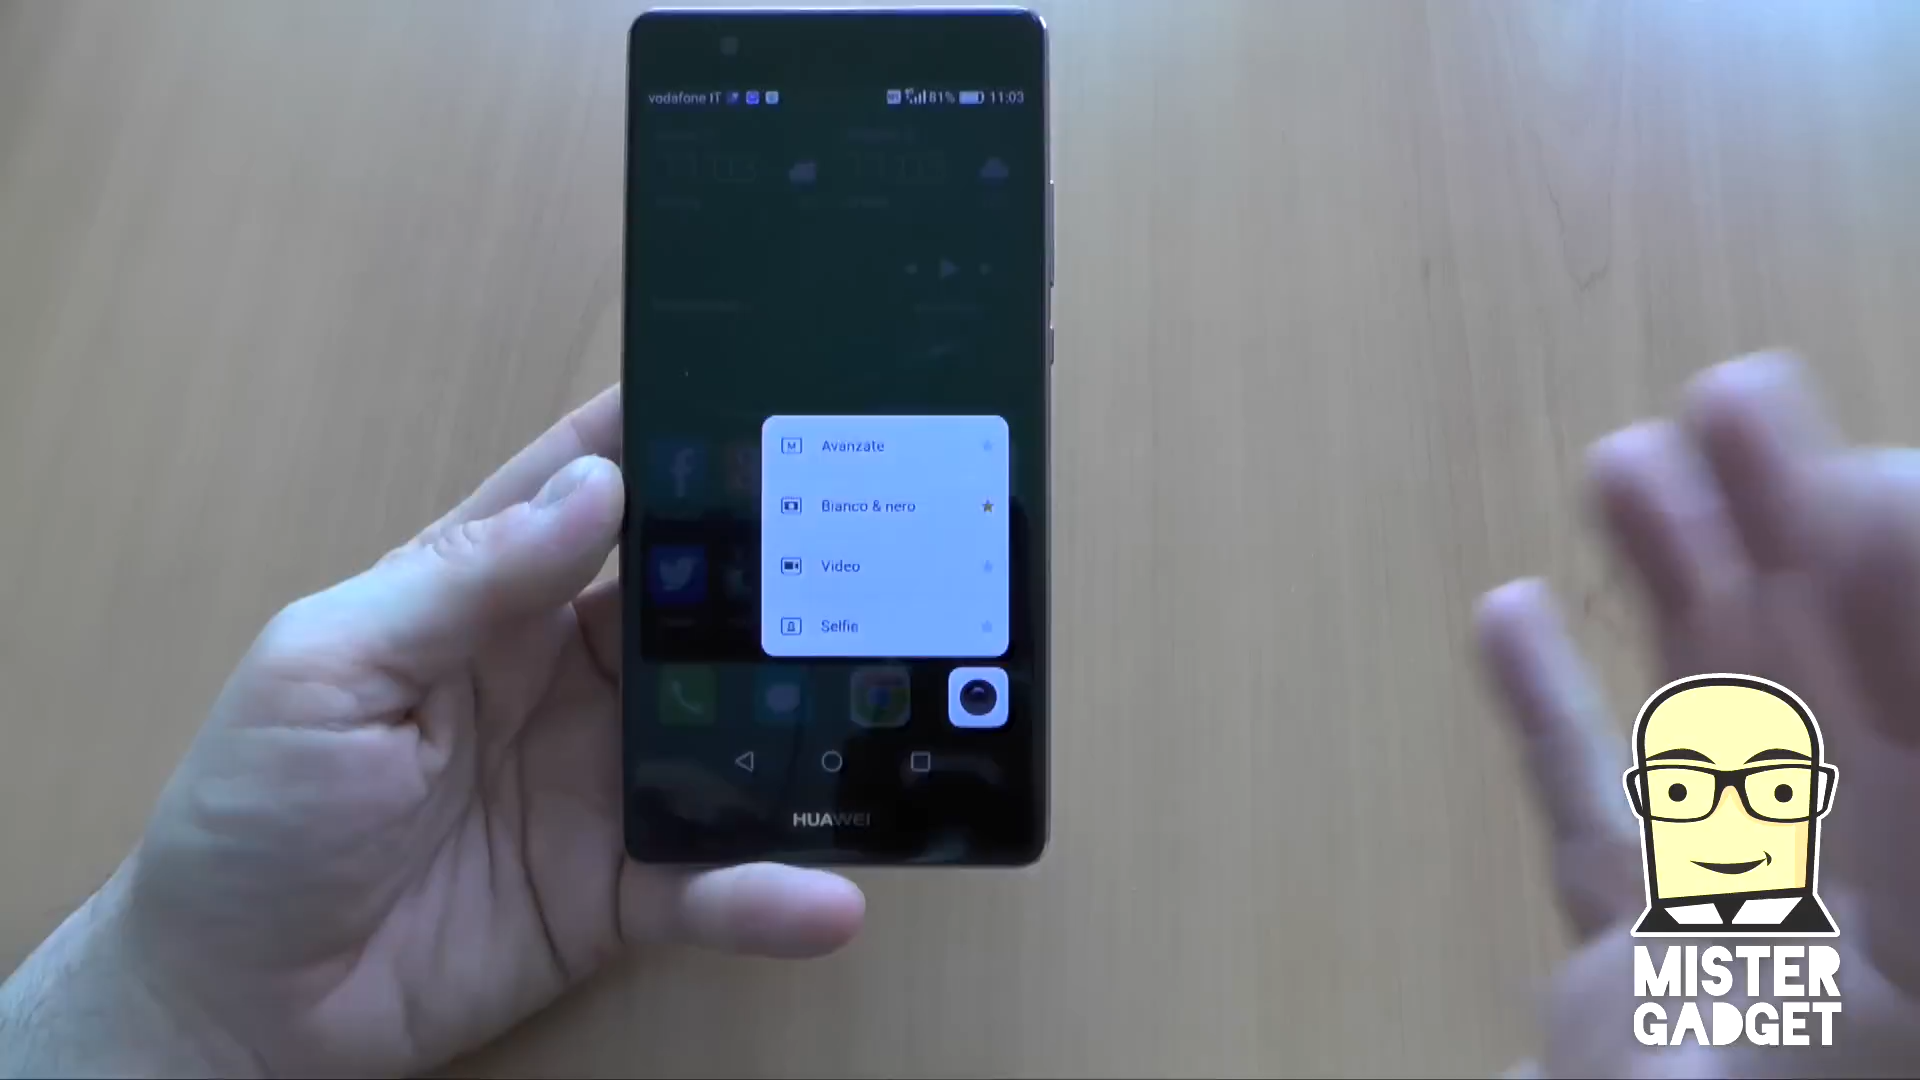 vodafone IT
81% 11:03
Avanzate
Bianco & nero
Video
Selfie
HUAWEI
MISTER
GADGET